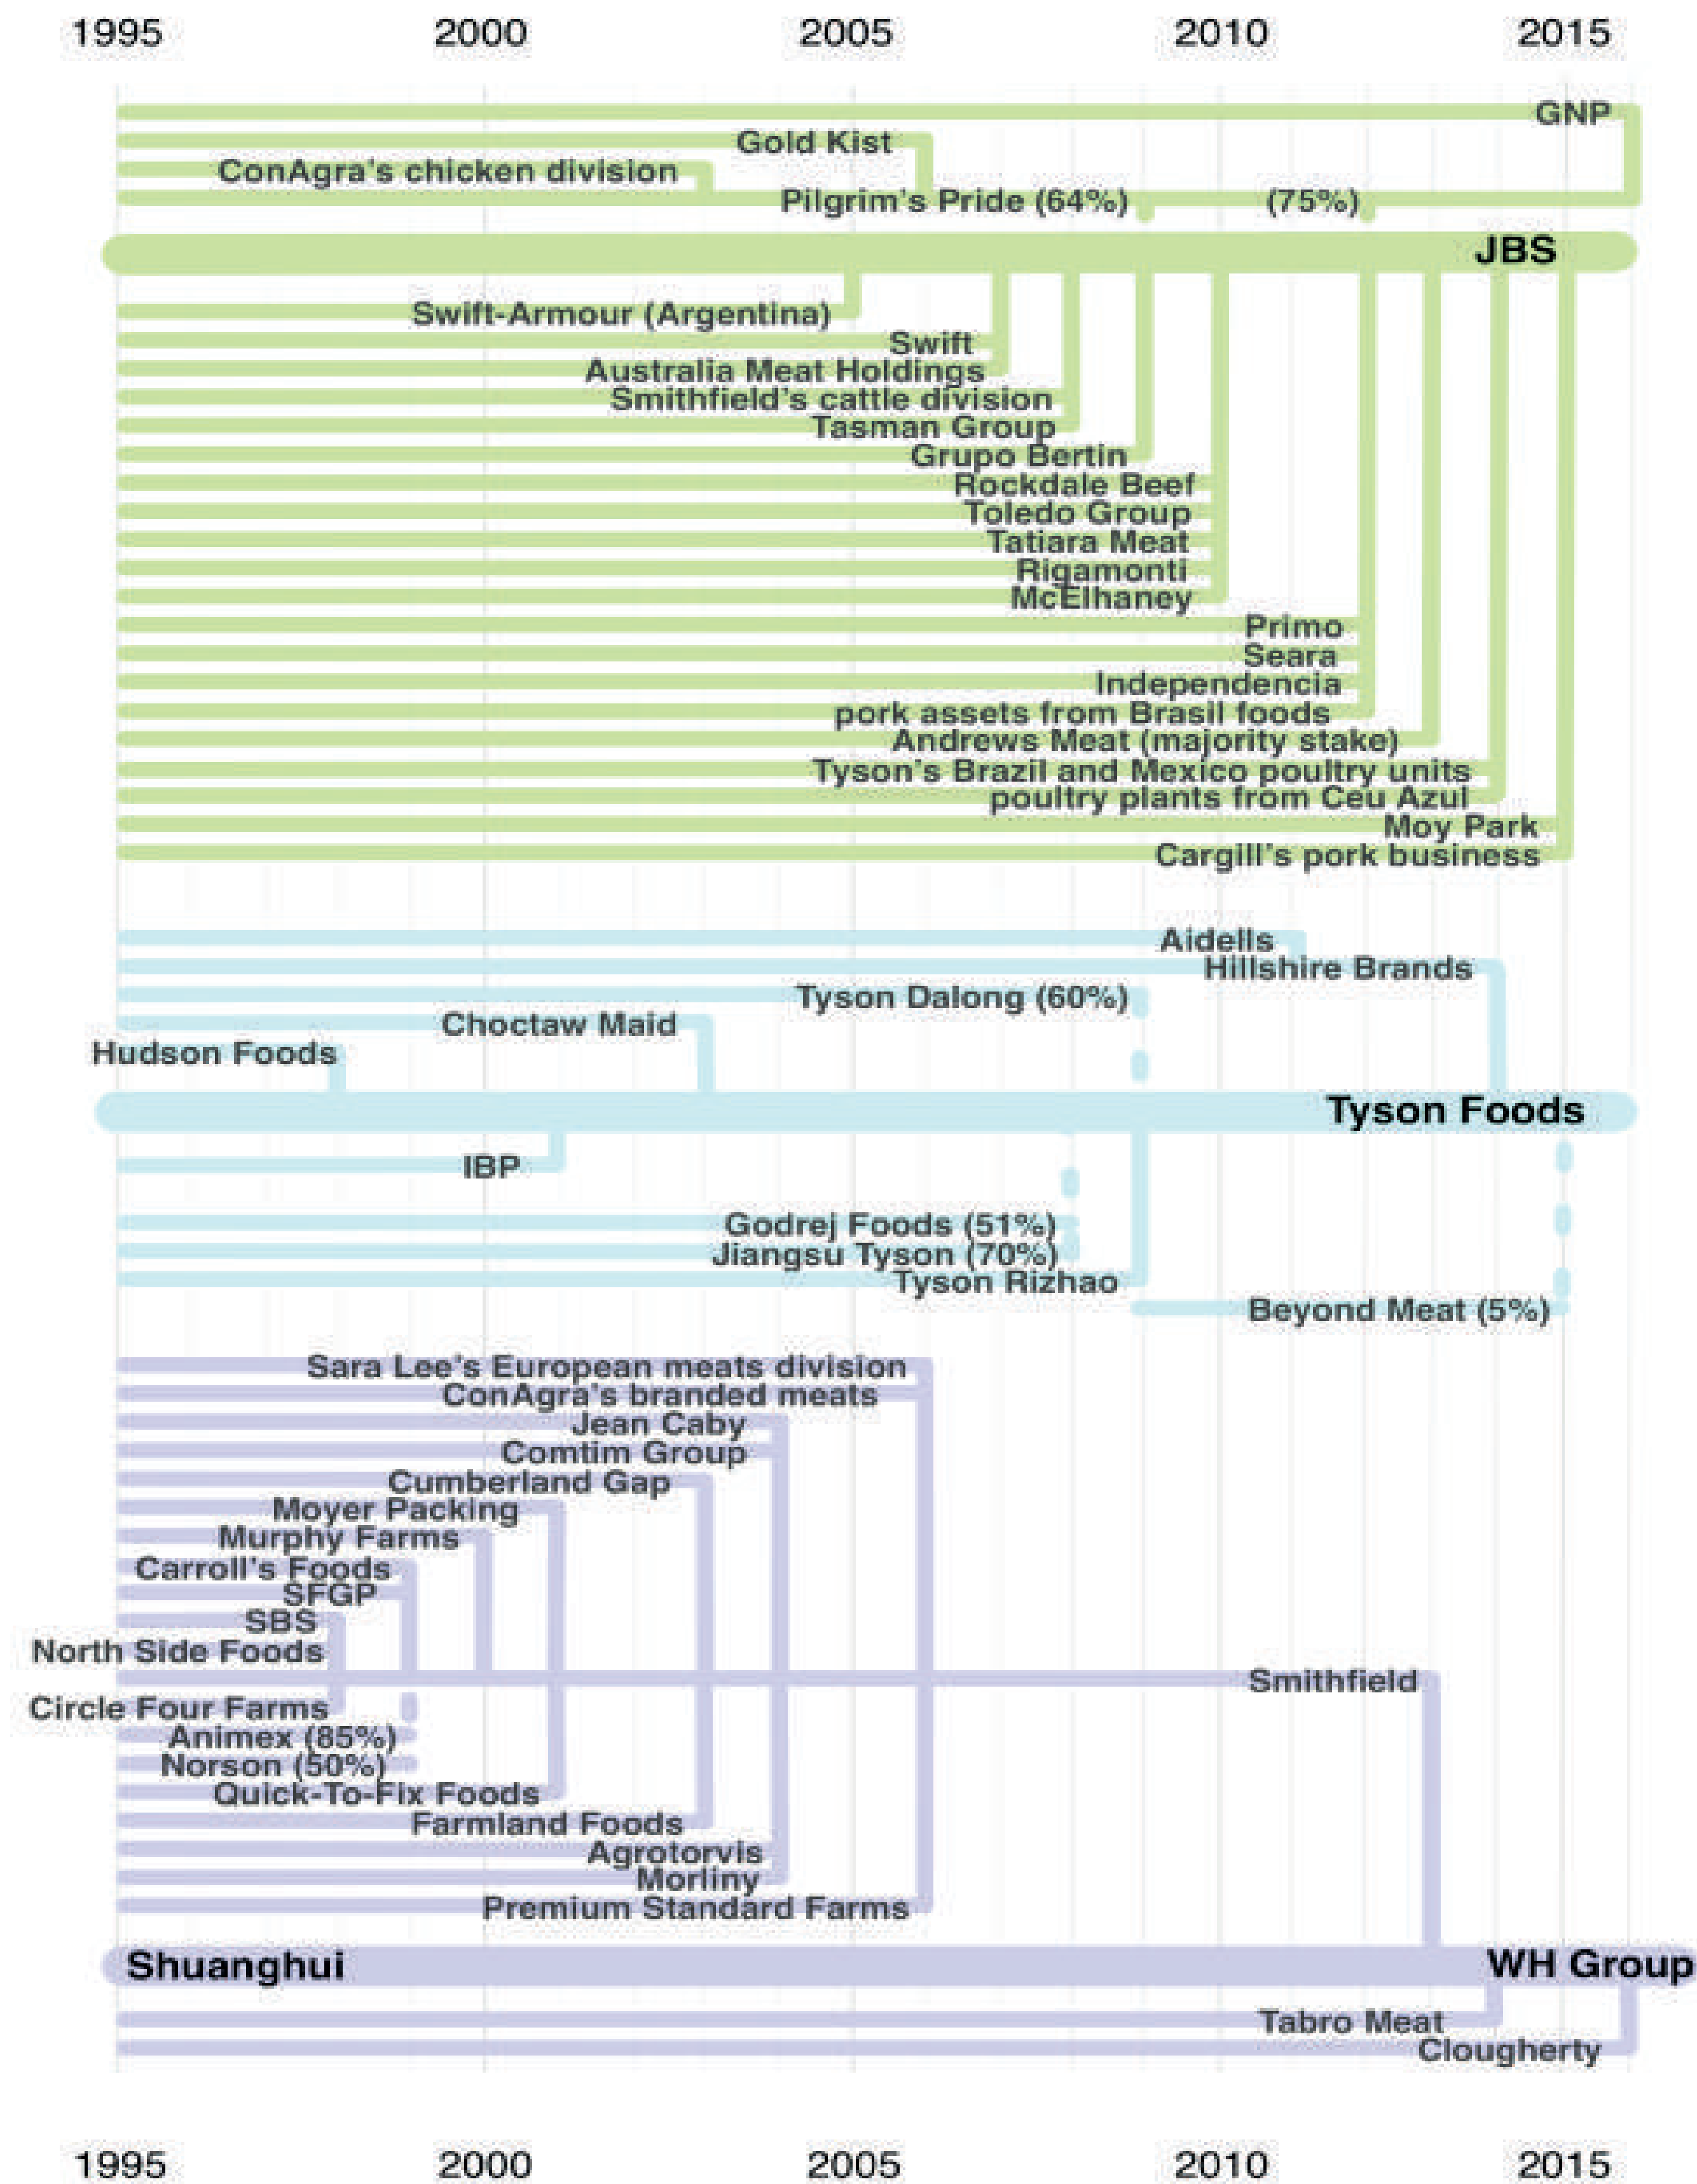 1995 2000 2005 2010 2015
GNP
Gold Kist
ConAgra's chicken division
Pilgrim's Pride (64%) (75%)
JBS
Swift-Armour (Argentina)
Swift
Australia Meat Holdings
Smithfield's cattle division
Tasman Group
Grupo Bertin
Rockdale Beef
Toledo Group
Tatiara Meat
Rigamonti
McElhaney
Primo
Seara
Independencia
pork assets from Brasil foods
Andrews Meat (majority stake)
Tyson's Brazil and Mexico poultry units
poultry plants from Ceu Azul
Moy Park
Cargill's pork business
Aidells
Hillshire Brands
Tyson Dalong (60%)
Choctaw Maid
Hudson Foods
Tyson Foods
IBP
Godrej Foods (51%)
Jiangsu Tyson (70%)
Tyson Rizhao
Beyond Meat (5%)
Sara Lee's European meats division
ConAgra's branded meats
Jean Caby
Comtim Group
Cumberland Gap
Moyer Packing
Murphy Farms
Carroll's Foods
SFGP
SBS
North Side Foods
Smithfield
Circle Four Farms
Animex (85%)
Norson (50%)
Quick-To-Fix Foods
Farmland Foods
Agrotorvis
Morliny
Premium Standard Farms
Shuanghui WH Group
Tabro Meat
Clougherty
1995 2000 2005 2010 2015